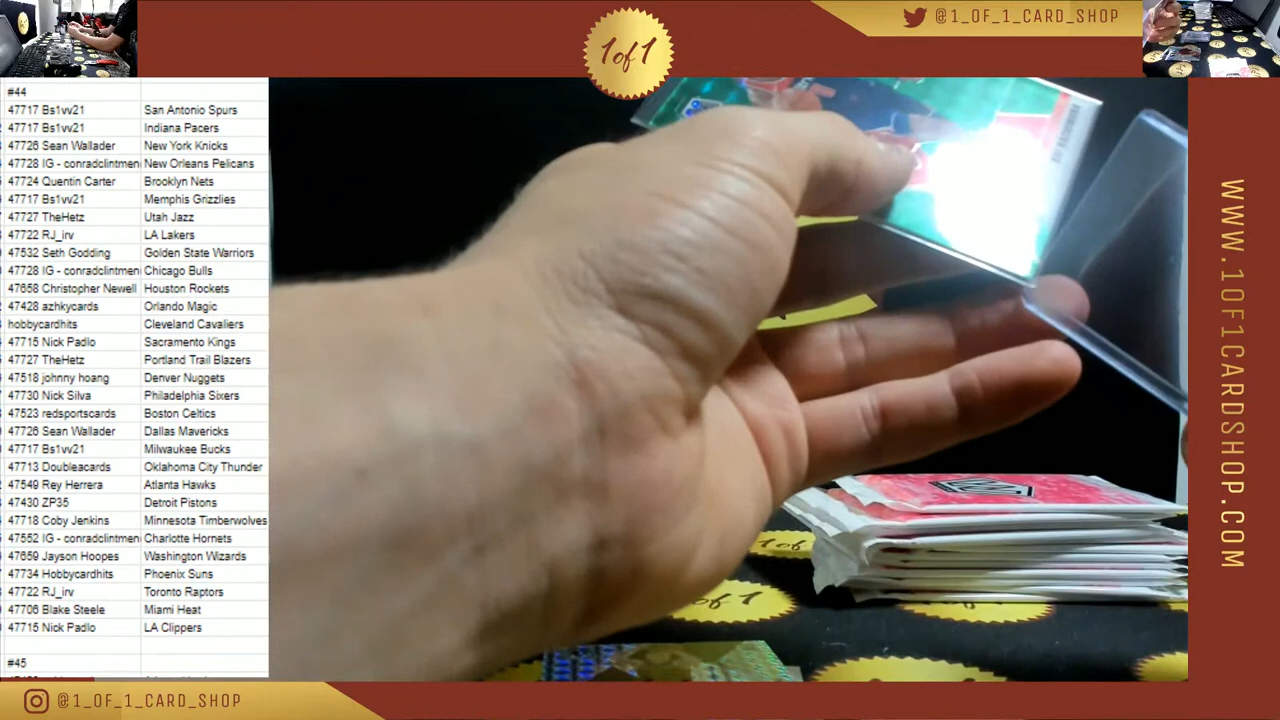 @1_OF_1_CARD_SHOP
1of1
#44
47717 Bs1vv21 San Antonio Spurs
47717 Bs1vv21 Indiana Pacers
47726 Sean Wallader New York Knicks
47728 IG - conradclintmen New Orleans Pelicans
47724 Quentin Carter Brooklyn Nets
47717 Bs1vv21 Memphis Grizzlies
47727 TheHetz Utah Jazz
47722 RJ_irv LA Lakers
47532 Seth Godding Golden State Warriors
47728 IG - conradclintmen Chicago Bulls
47658 Christopher Newell Houston Rockets
47428 azhkycards Orlando Magic
hobbycardhits Cleveland Cavaliers
47715 Nick Padlo Sacramento Kings
47727 TheHetz Portland Trail Blazers
47518 johnny hoang Denver Nuggets
47730 Nick Silva Philadelphia Sixers
47523 redsportscards Boston Celtics
47726 Sean Wallader Dallas Mavericks
47717 Bs1vv21 Milwaukee Bucks
47713 Doubleacards Oklahoma City Thunder
47549 Rey Herrera Atlanta Hawks
47430 ZP35 Detroit Pistons
47718 Coby Jenkins Minnesota Timberwolves
47552 IG - conradclintmen Charlotte Hornets
47659 Jayson Hoopes Washington Wizards
47734 Hobbycardhits Phoenix Suns
47722 RJ_irv Toronto Raptors
47706 Blake Steele Miami Heat
47715 Nick Padlo LA Clippers
#45
WWW.1OF1CARDSHOP.COM
1 of
of 1
@1_OF_1_CARD_SHOP